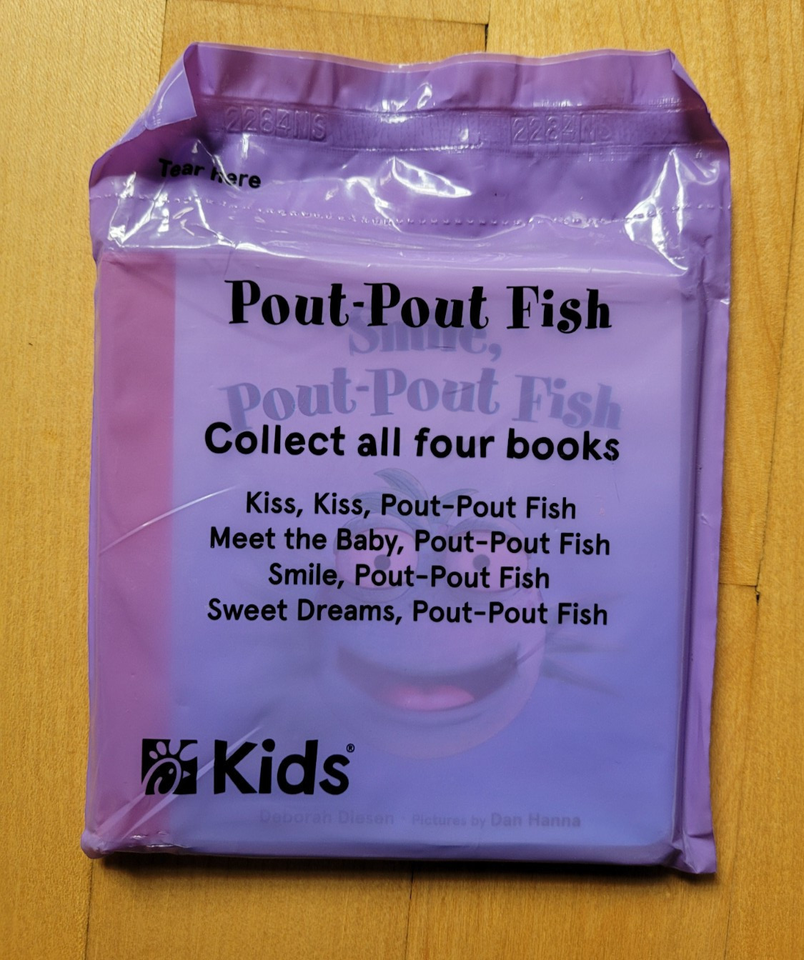 2284NS 2284NS
Tear Here
Pout-Pout Fish
Smile,
Pout-Pout Fish
Collect all four books
Kiss, Kiss, Pout-Pout Fish
Meet the Baby, Pout-Pout Fish
Smile, Pout-Pout Fish
Sweet Dreams, Pout-Pout Fish
Kids®
Deborah Diesen · Pictures by Dan Hanna